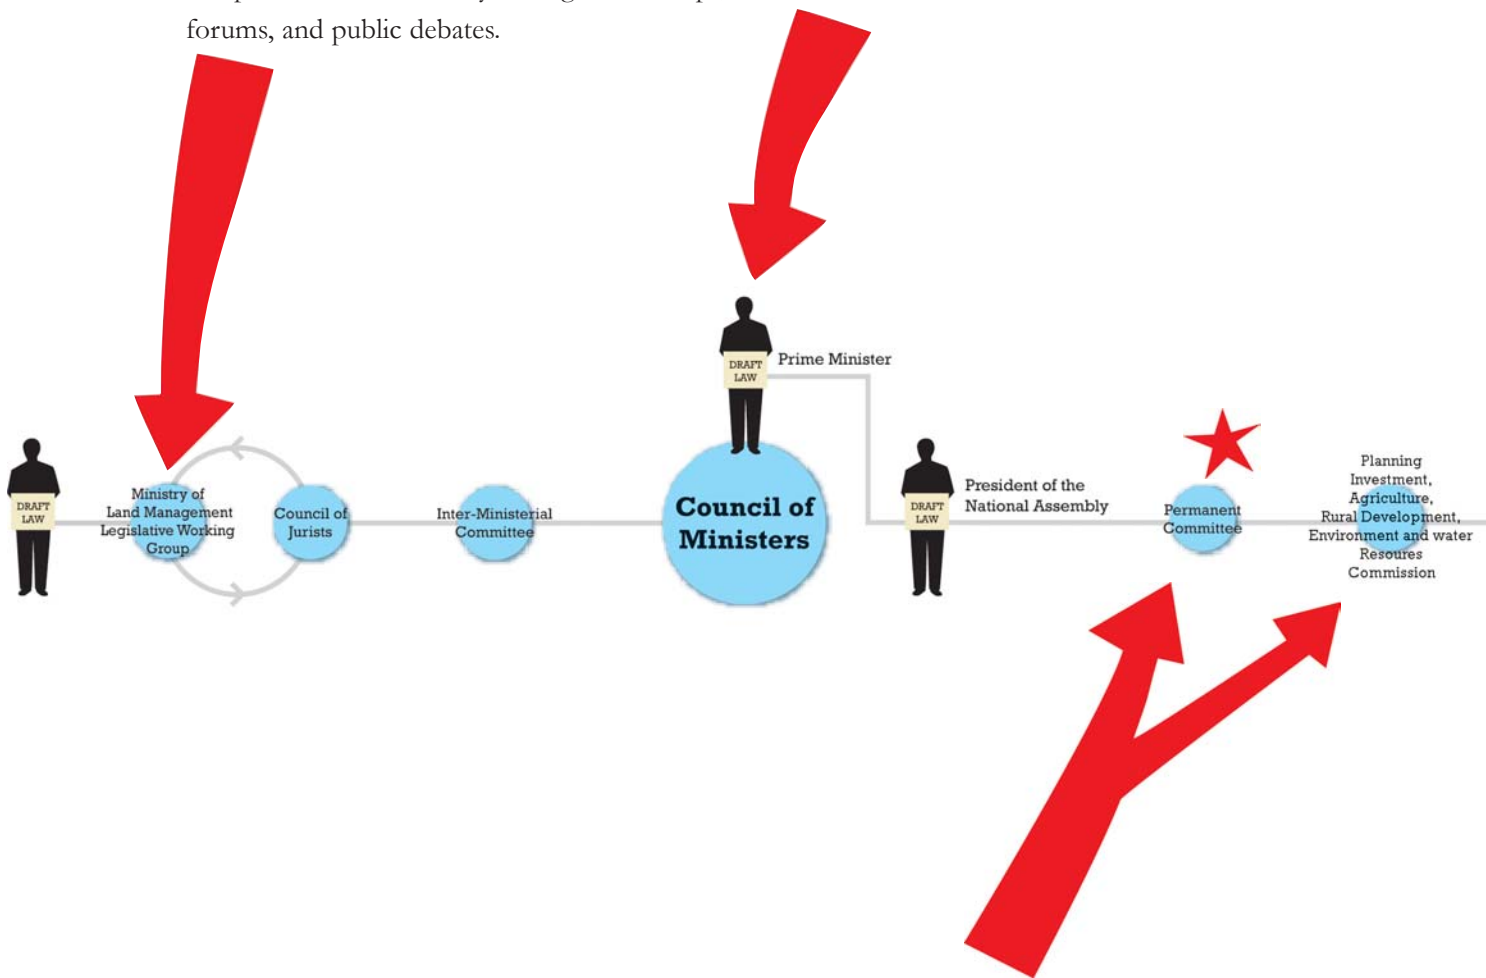 forums, and public debates.
DRAFT
LAW
Prime Minister
DRAFT
LAW
Ministry of
Land Management
Legislative Working
Group
Council of
Jurists
Inter-Ministerial
Committee
Council of
Ministers
DRAFT
LAW
President of the
National Assembly
Permanent
Committee
Planning
Investment,
Agriculture,
Rural Development,
Environment and water
Resoures
Commission